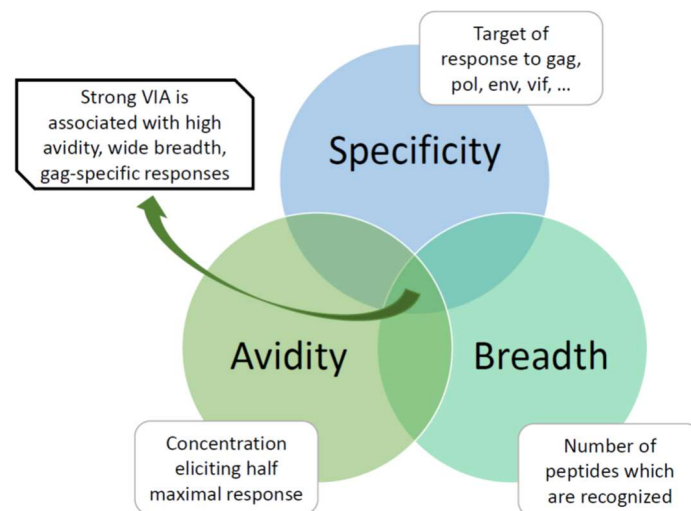 Target of
response to gag,
pol, env, vif, ...
Strong VIA is
associated with high
avidity, wide breadth,
gag-specific responses
Specificity
Avidity
Breadth
Concentration
eliciting half
maximal response
Number of
peptides which
are recognized